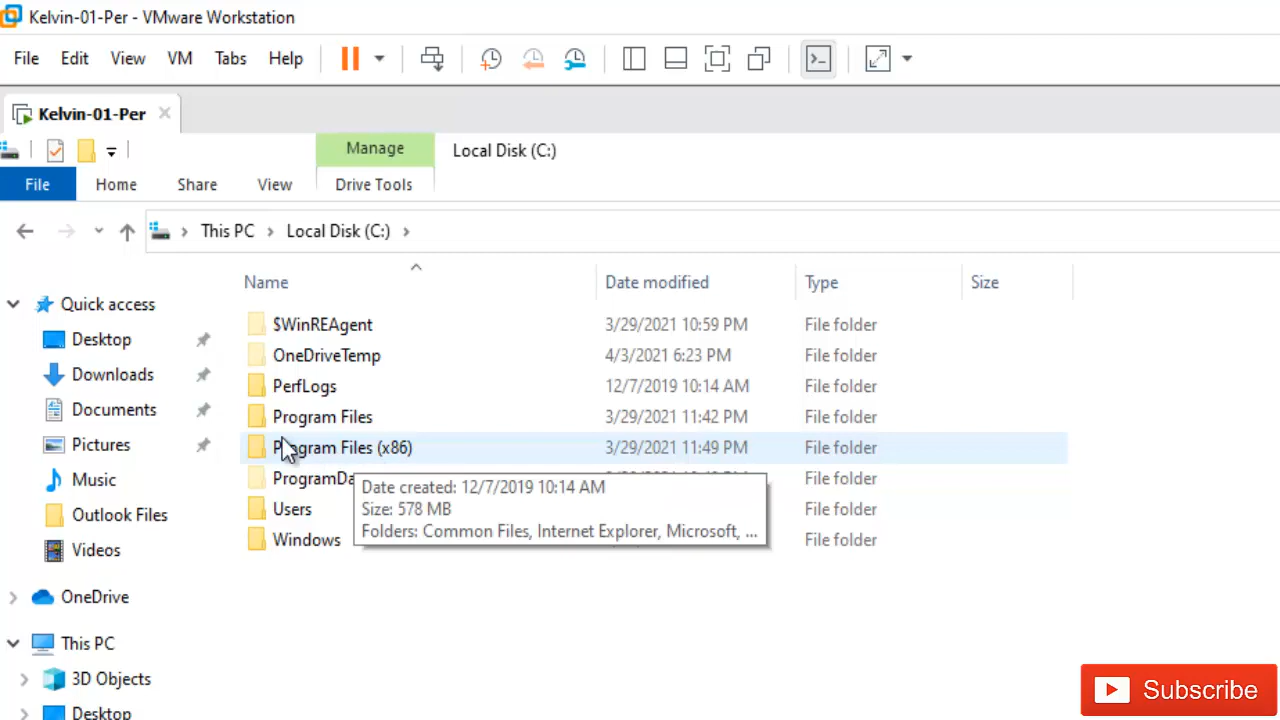 Kelvin-01-Per - VMware Workstation
File Edit View VM Tabs Help
Kelvin-01-Per
Manage Local Disk (C:)
File Home Share View Drive Tools
This PC Local Disk (C:)
Name Date modified Type Size
Quick access
Desktop
Downloads
Documents
Pictures
Music
Outlook Files
Videos
OneDrive
This PC
3D Objects
Desktop
$WinREAgent 3/29/2021 10:59 PM File folder
OneDriveTemp 4/3/2021 6:23 PM File folder
PerfLogs 12/7/2019 10:14 AM File folder
Program Files 3/29/2021 11:42 PM File folder
Program Files (x86) 3/29/2021 11:49 PM File folder
ProgramDa File folder
Users File folder
Windows File folder
Date created: 12/7/2019 10:14 AM
Size: 578 MB
Folders: Common Files, Internet Explorer, Microsoft, ...
Subscribe